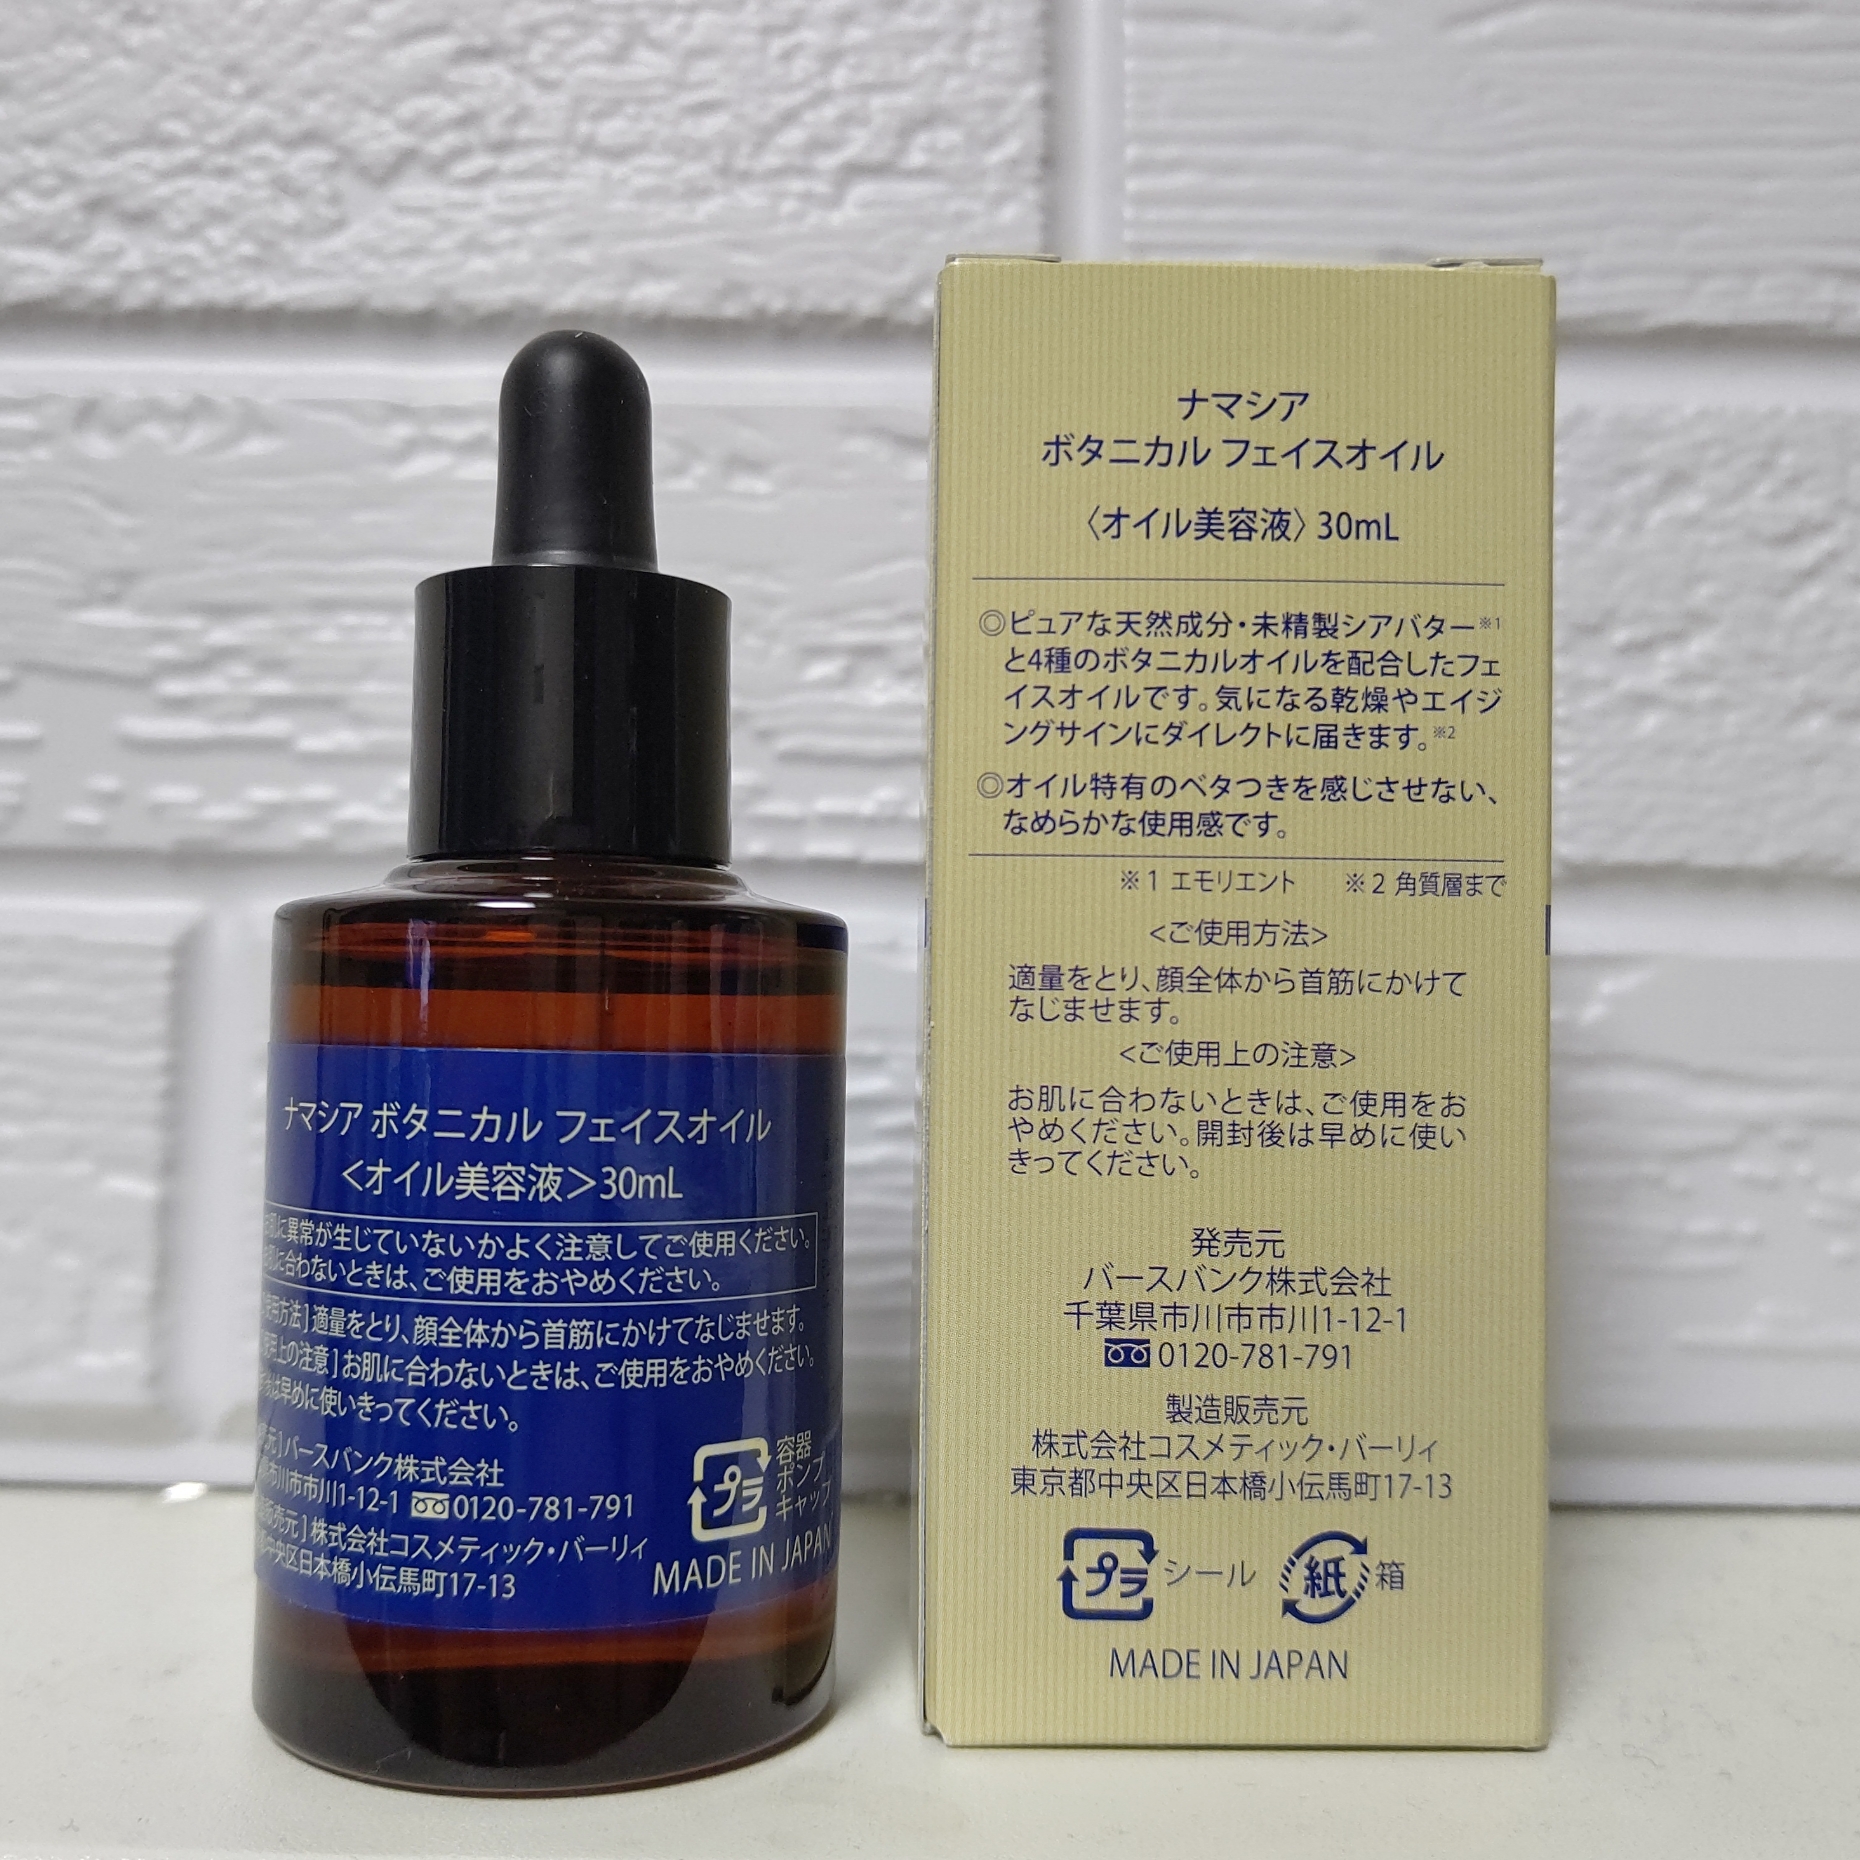 ナマシア ボタニカル フェイスオイル
<オイル美容液>30mL
肌に異常が生じていないかよく注意してご使用ください。
肌に合わないときは、ご使用をおやめください。
使用方法]適量をとり、顔全体から首筋にかけてなじませます。
使用上の注意]お肌に合わないときは、ご使用をおやめください。
後は早めに使いきってください。
売元]バースバンク株式会社
市川市市川1-12-1 0120-781-791
販売元]株式会社コスメティック・バーリィ
中央区日本橋小伝馬町17-13
プラ
容器
ポンプ
キャップ
MADE IN JAPAN
ナマシア
ボタニカル フェイスオイル
〈オイル美容液〉30mL
◎ピュアな天然成分・未精製シアバター※1
と4種のボタニカルオイルを配合したフェ
イスオイルです。気になる乾燥やエイジ
ングサインにダイレクトに届きます。※2
◎オイル特有のベタつきを感じさせない、
なめらかな使用感です。
※1 エモリエント ※2 角質層まで
<ご使用方法>
適量をとり、顔全体から首筋にかけて
なじませます。
<ご使用上の注意>
お肌に合わないときは、ご使用をお
やめください。開封後は早めに使い
きってください。
発売元
バースバンク株式会社
千葉県市川市市川1-12-1
0120-781-791
製造販売元
株式会社コスメティック・バーリィ
東京都中央区日本橋小伝馬町17-13
プラ シール 紙 箱
MADE IN JAPAN